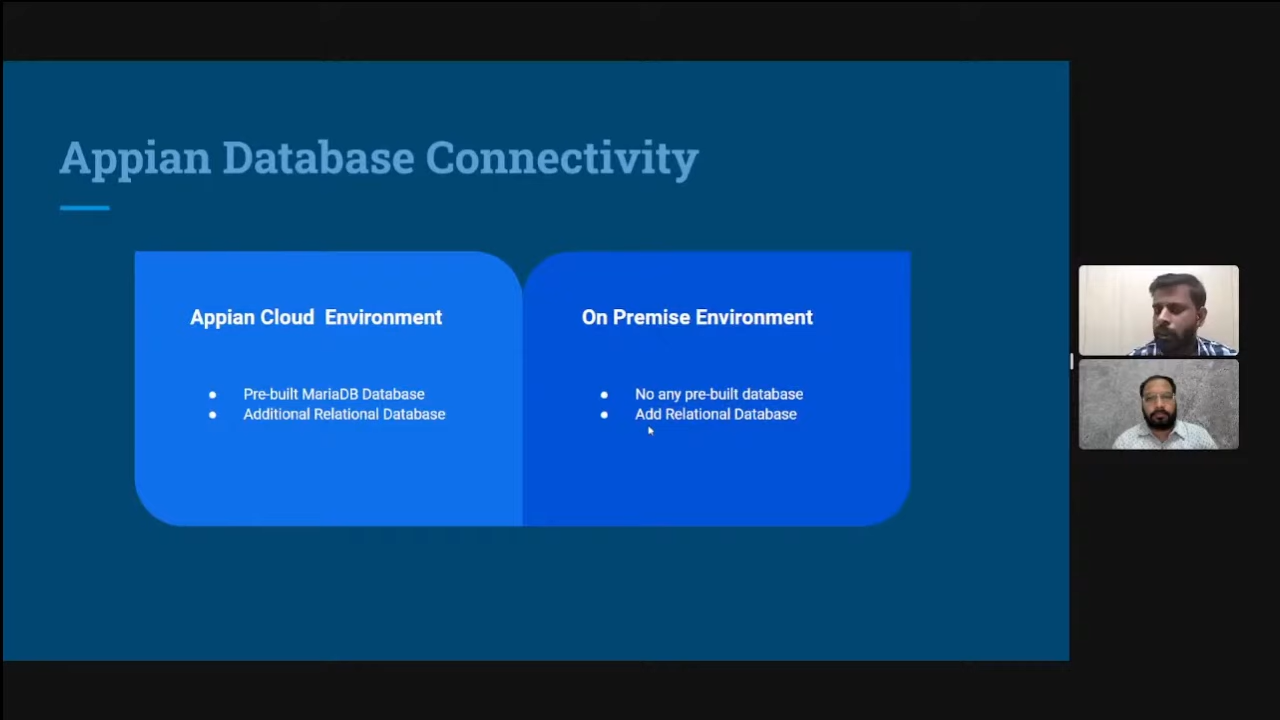 Appian Database Connectivity
Appian Cloud  Environment
● Pre-built MariaDB Database
● Additional Relational Database
On Premise Environment
● No any pre-built database
● Add Relational Database